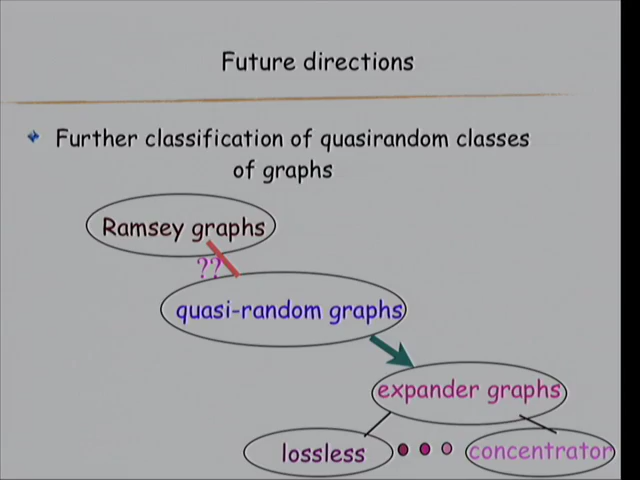 Future directions
Further classification of quasirandom classes
of graphs
Ramsey graphs
??
quasi-random graphs
expander graphs
lossless
concentrator